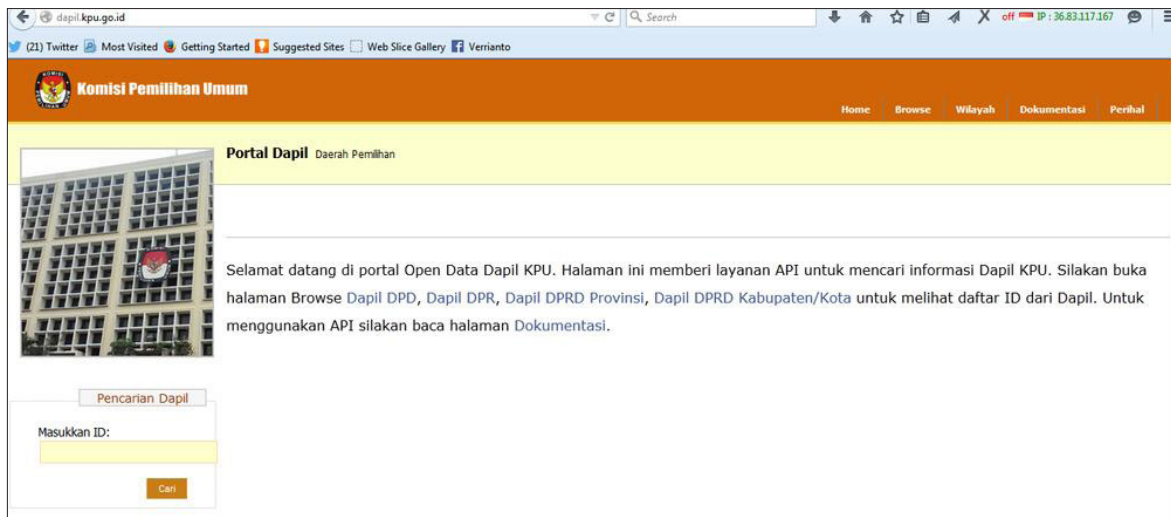 dapil.kpu.go.id
Search
off IP : 36.83.117.167
(21) Twitter Most Visited Getting Started Suggested Sites Web Slice Gallery Verrianto
Komisi Pemilihan Umum
Home Browse Wilayah Dokumentasi Perihal
Portal Dapil Daerah Pemilihan
Selamat datang di portal Open Data Dapil KPU. Halaman ini memberi layanan API untuk mencari informasi Dapil KPU. Silakan buka
halaman Browse Dapil DPD, Dapil DPR, Dapil DPRD Provinsi, Dapil DPRD Kabupaten/Kota untuk melihat daftar ID dari Dapil. Untuk
menggunakan API silakan baca halaman Dokumentasi.
Pencarian Dapil
Masukkan ID:
Cari